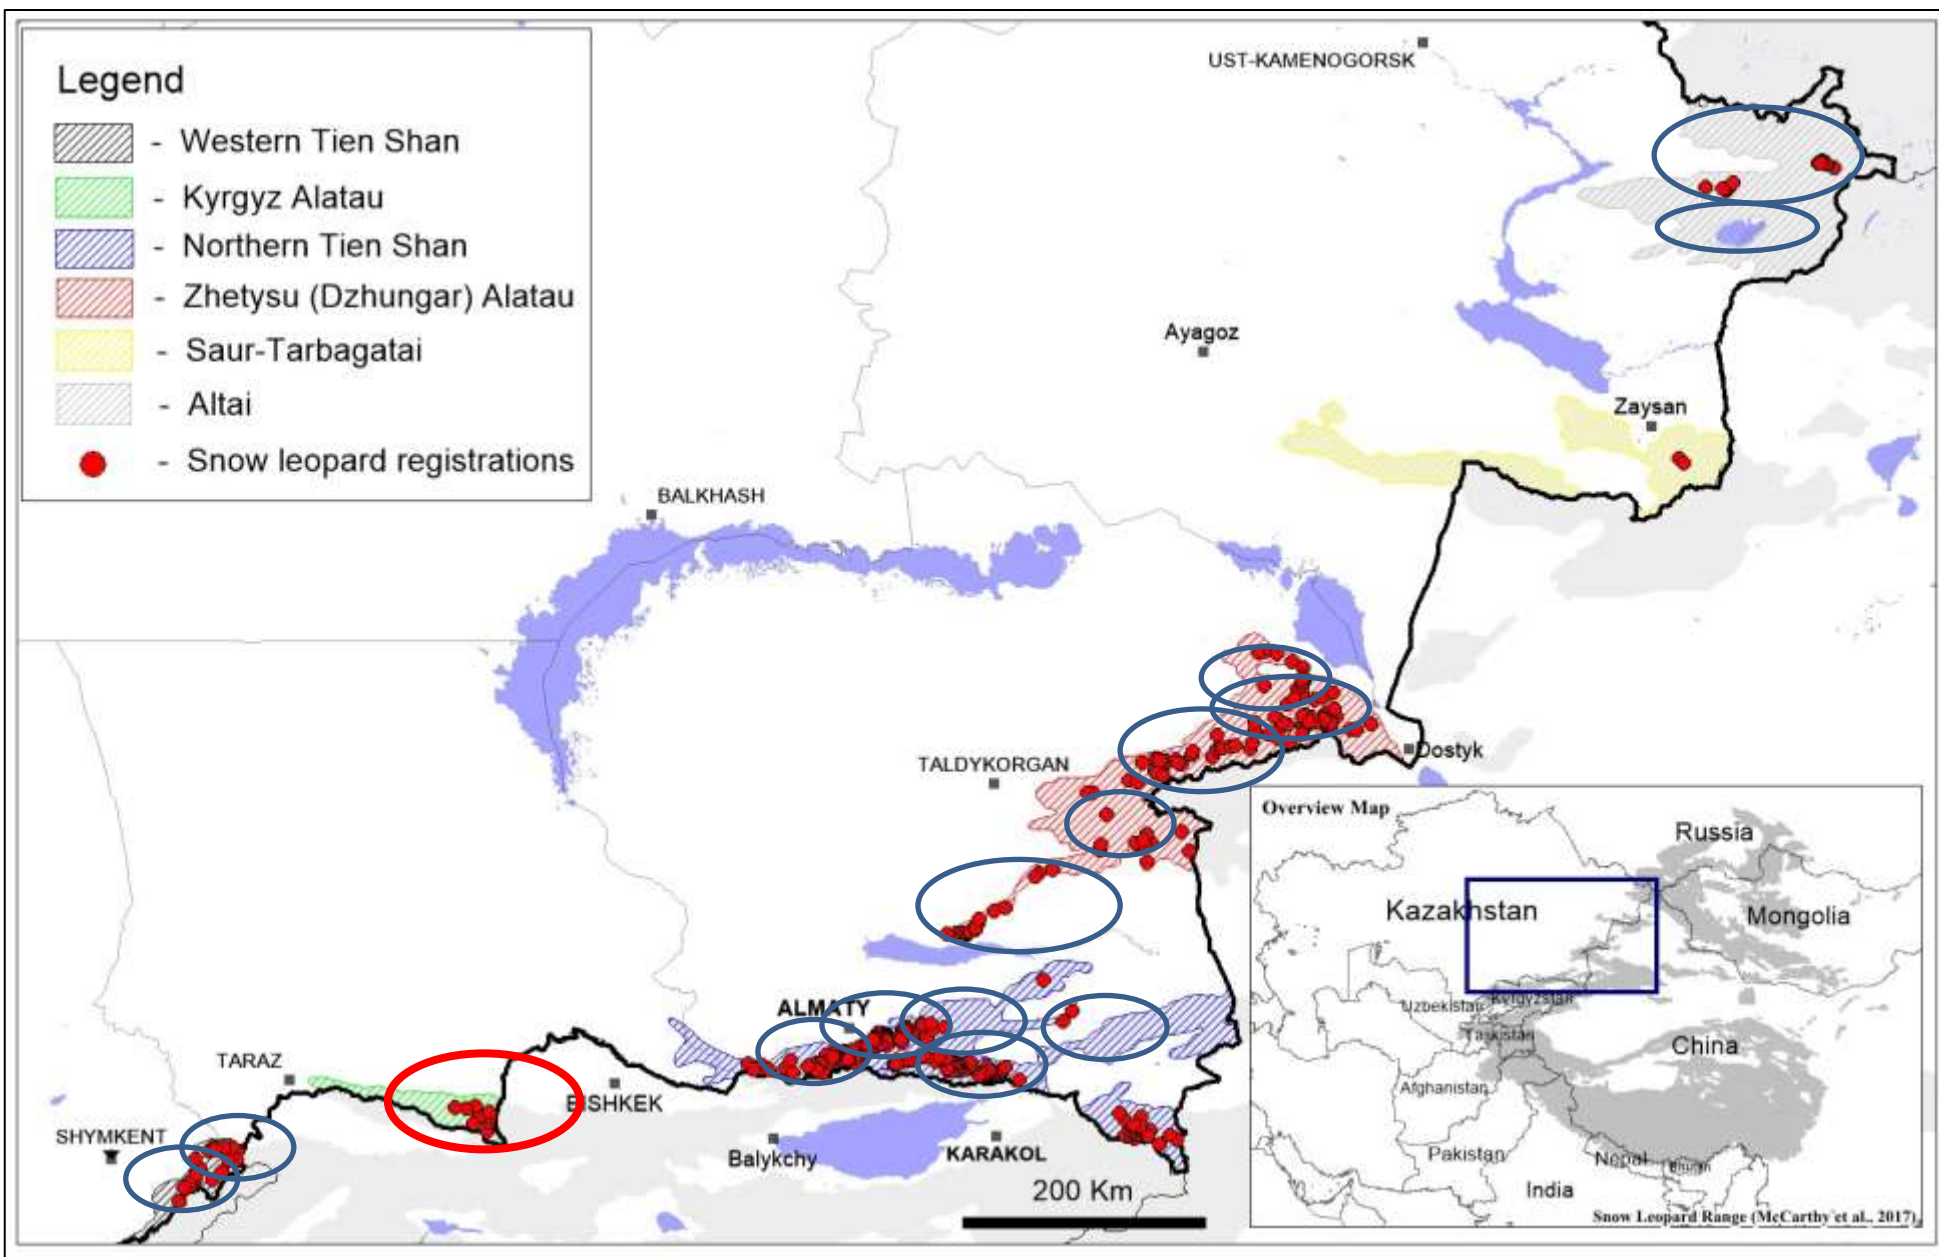 Legend
- Western Tien Shan
- Kyrgyz Alatau
- Northern Tien Shan
- Zhetysu (Dzhungar) Alatau
- Saur-Tarbagatai
- Altai
- Snow leopard registrations
UST-KAMENOGORSK
Ayagoz
Zaysan
BALKHASH
TALDYKORGAN
Dostyk
ALMATY
TARAZ
BISHKEK
SHYMKENT
Balykchy
KARAKOL
200 Km
Overview Map
Russia
Kazakhstan
Mongolia
Uzbekistan
Kyrgyzstan
Tajikistan
China
Afghanistan
Pakistan
Nepal
Bhutan
India
Snow Leopard Range (McCarthy et al., 2017)